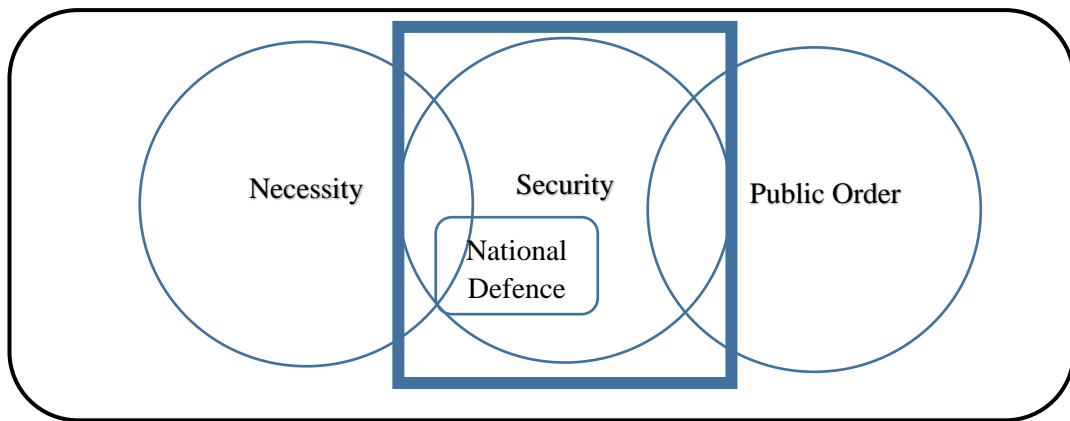 Necessity
Security
Public Order
National
Defence